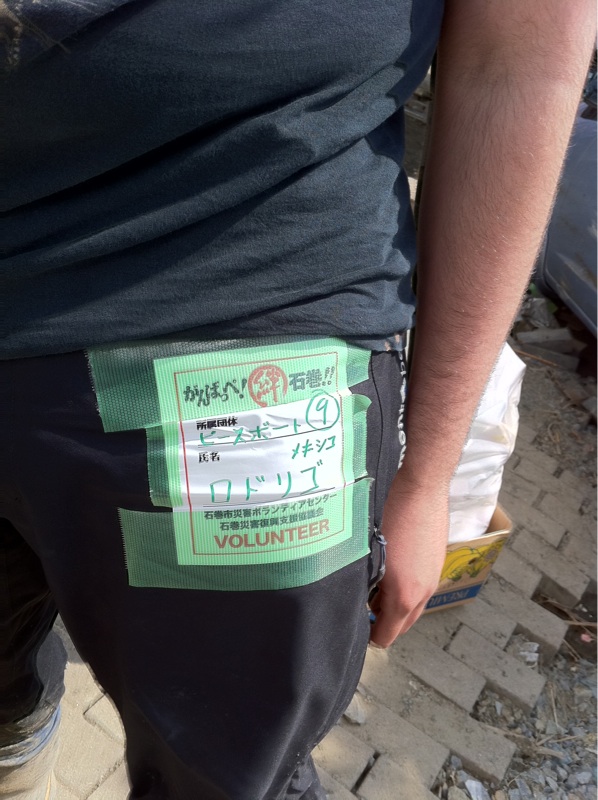 がんばっぺ! 絆 石巻!!
所属団体
ピースボート ⑨
氏名 メキシコ
ロドリゴ
石巻市災害ボランティアセンター
石巻災害復興支援協議会
VOLUNTEER